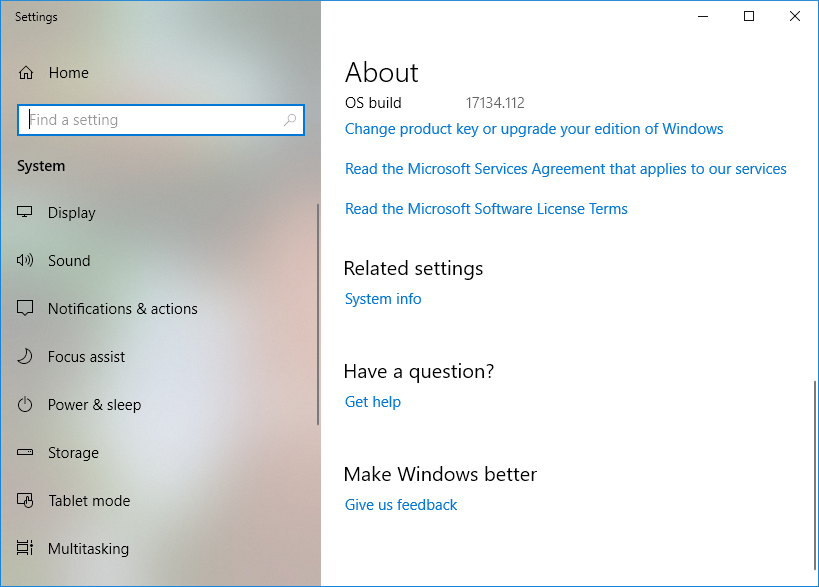 Settings
Home
Find a setting
System
Display
Sound
Notifications & actions
Focus assist
Power & sleep
Storage
Tablet mode
Multitasking
About
OS build 17134.112
Change product key or upgrade your edition of Windows
Read the Microsoft Services Agreement that applies to our services
Read the Microsoft Software License Terms
Related settings
System info
Have a question?
Get help
Make Windows better
Give us feedback